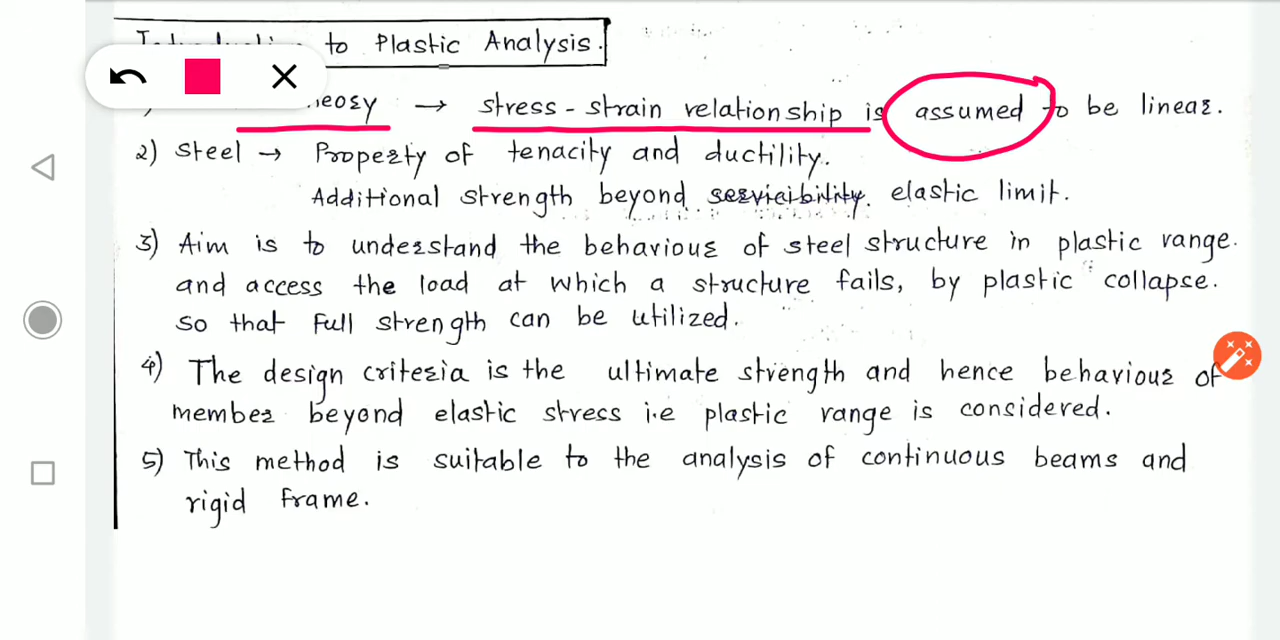 to Plastic Analysis.
→ stress - strain relationship is assumed to be linear.
2) Steel → Property of tenacity and ductility.
Additional strength beyond elastic limit.
3) Aim is to understand the behaviour of steel structure in plastic range.
and access the load at which a structure fails, by plastic collapse.
so that full strength can be utilized.
4) The design criteria is the ultimate strength and hence behaviour of
member beyond elastic stress i.e plastic range is considered.
5) This method is suitable to the analysis of continuous beams and
rigid frame.